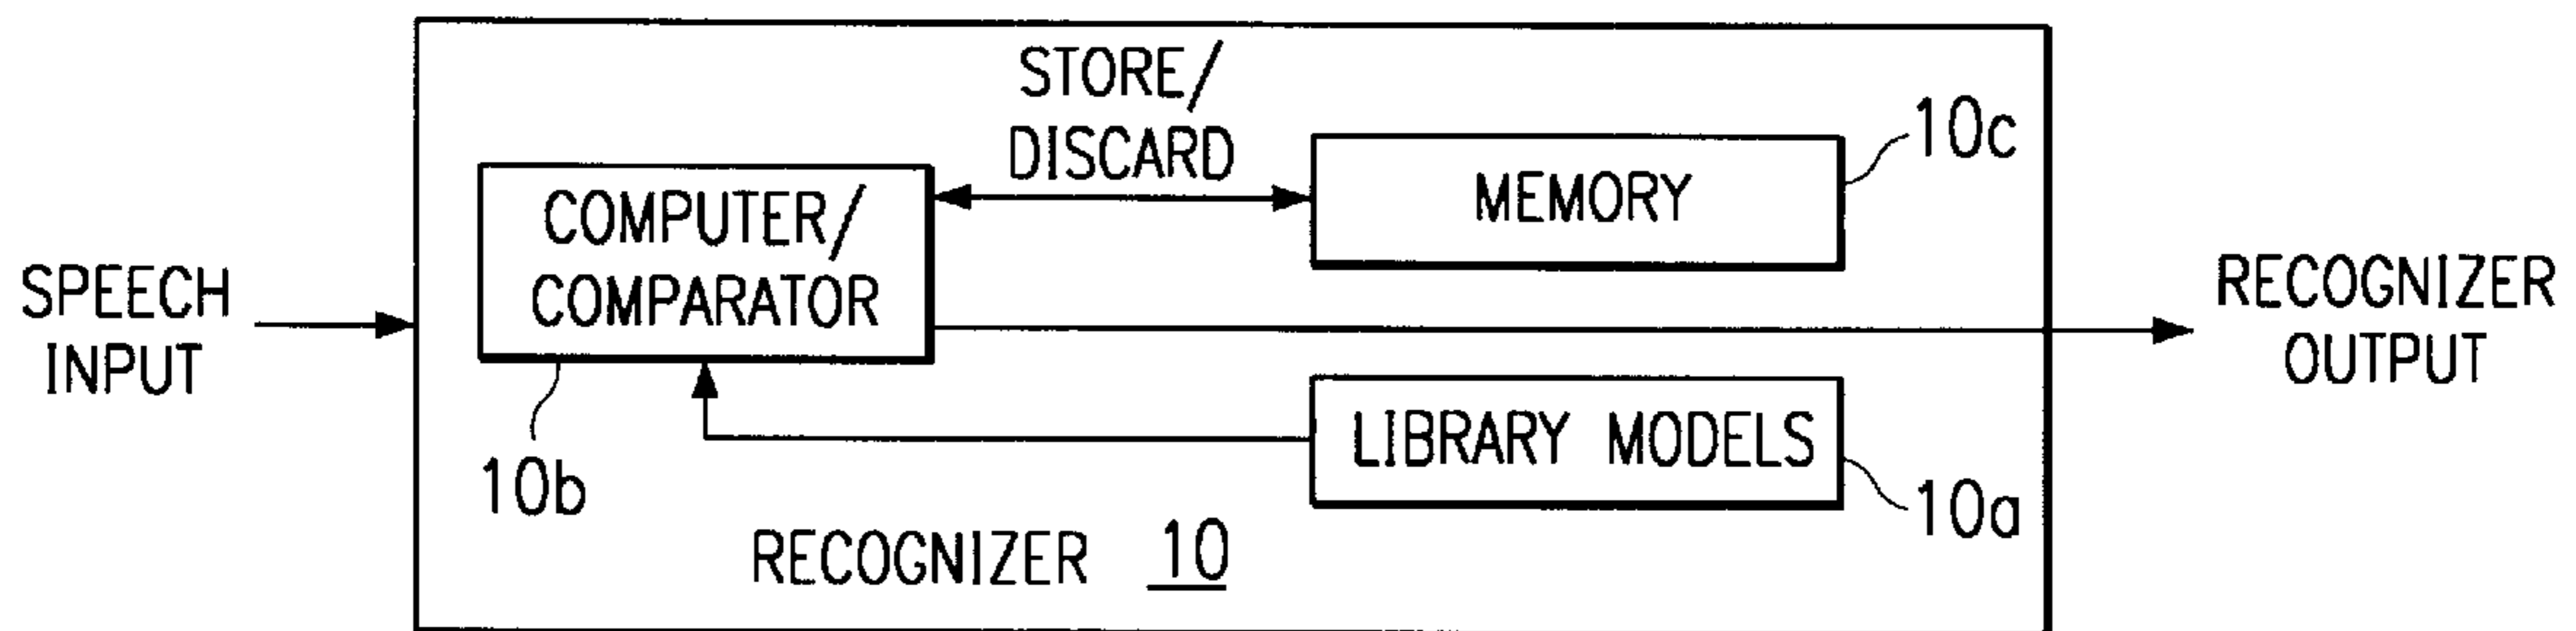 SPEECH
INPUT
STORE/
DISCARD
COMPUTER/
COMPARATOR
10b
MEMORY
10c
LIBRARY MODELS
10a
RECOGNIZER 10
RECOGNIZER
OUTPUT